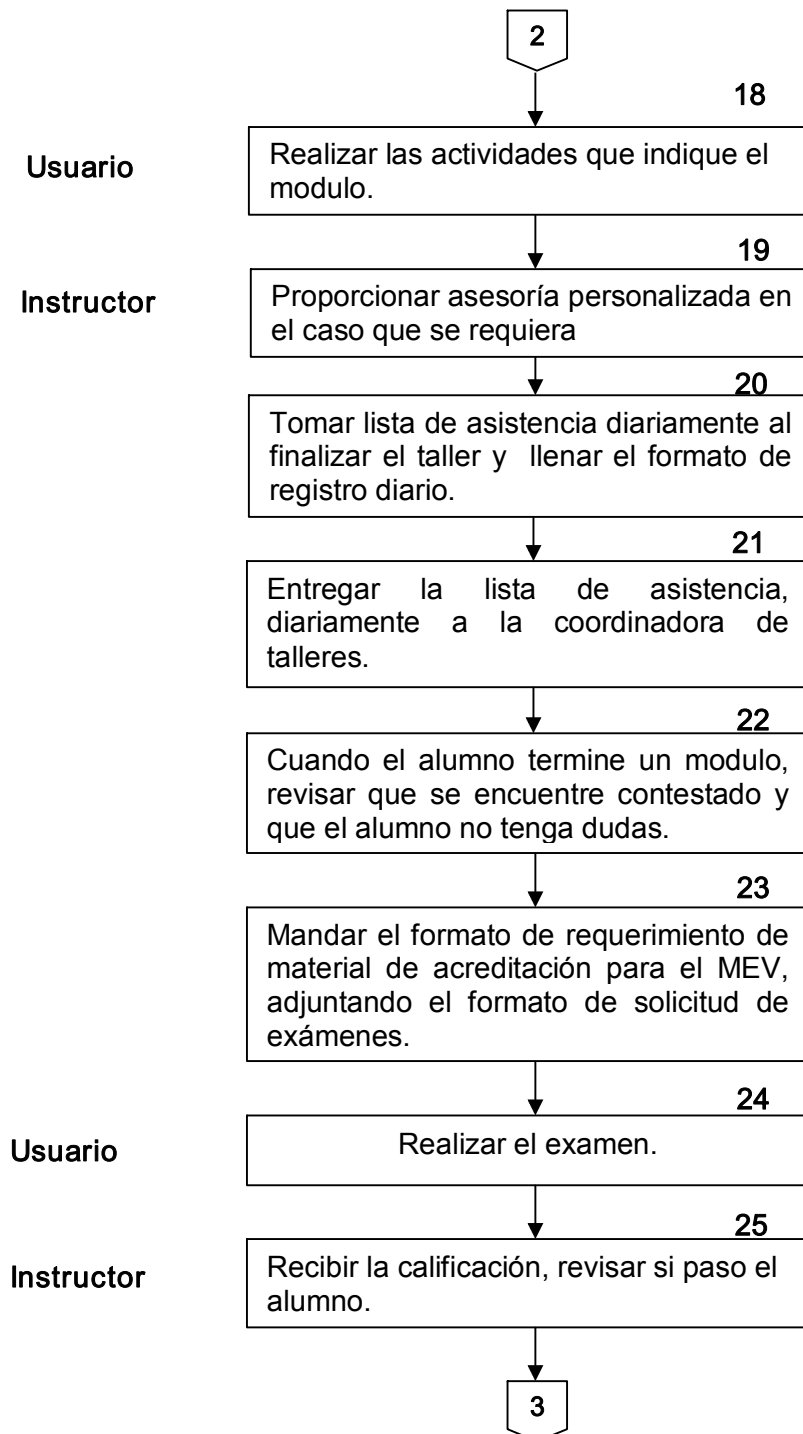 2
18
Usuario
Realizar las actividades que indique el
modulo.
19
Instructor
Proporcionar asesoría personalizada en
el caso que se requiera
20
Tomar lista de asistencia diariamente al
finalizar el taller y llenar el formato de
registro diario.
21
Entregar la lista de asistencia,
diariamente a la coordinadora de
talleres.
22
Cuando el alumno termine un modulo,
revisar que se encuentre contestado y
que el alumno no tenga dudas.
23
Mandar el formato de requerimiento de
material de acreditación para el MEV,
adjuntando el formato de solicitud de
exámenes.
24
Usuario
Realizar el examen.
25
Instructor
Recibir la calificación, revisar si paso el
alumno.
3